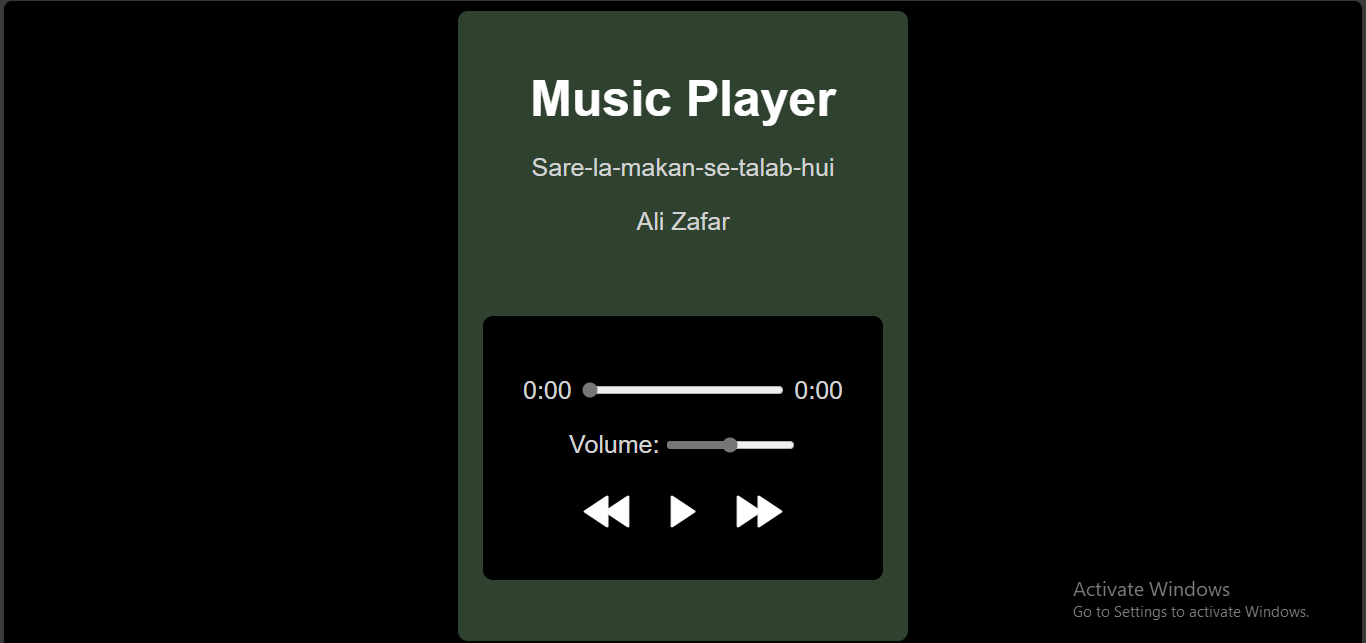 Music Player
Sare-la-makan-se-talab-hui
Ali Zafar
0:00 0:00
Volume:
Activate Windows
Go to Settings to activate Windows.